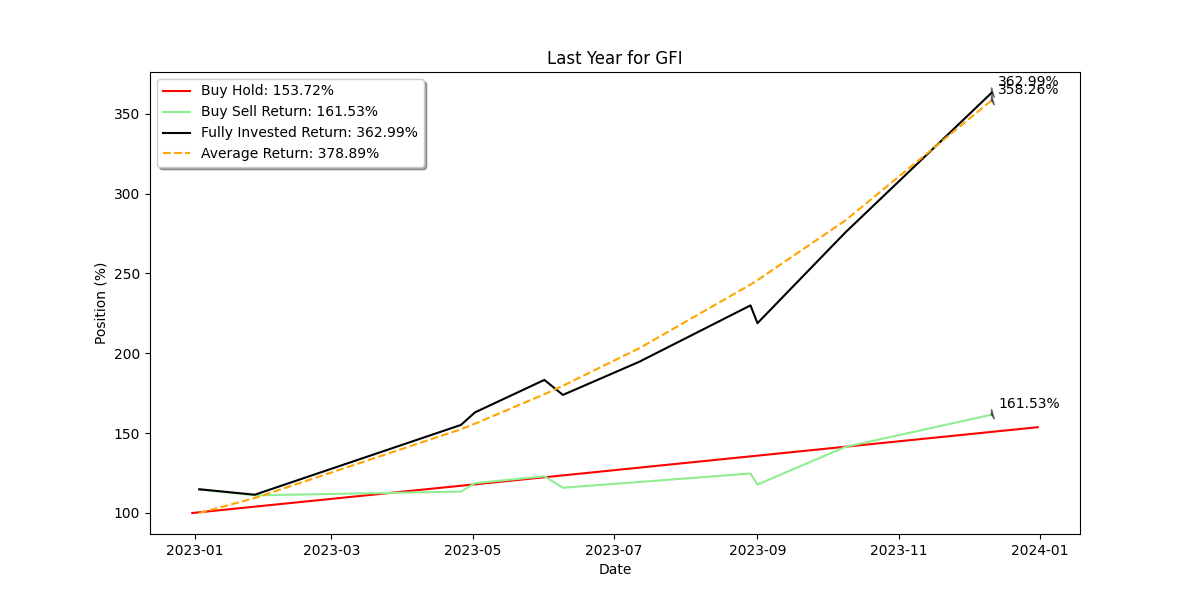 Last Year for GFI
Buy Hold: 153.72%
Buy Sell Return: 161.53%
Fully Invested Return: 362.99%
Average Return: 378.89%
362.99%
358.26%
161.53%
350
300
250
200
150
100
Position (%)
2023-01 2023-03 2023-05 2023-07 2023-09 2023-11 2024-01
Date